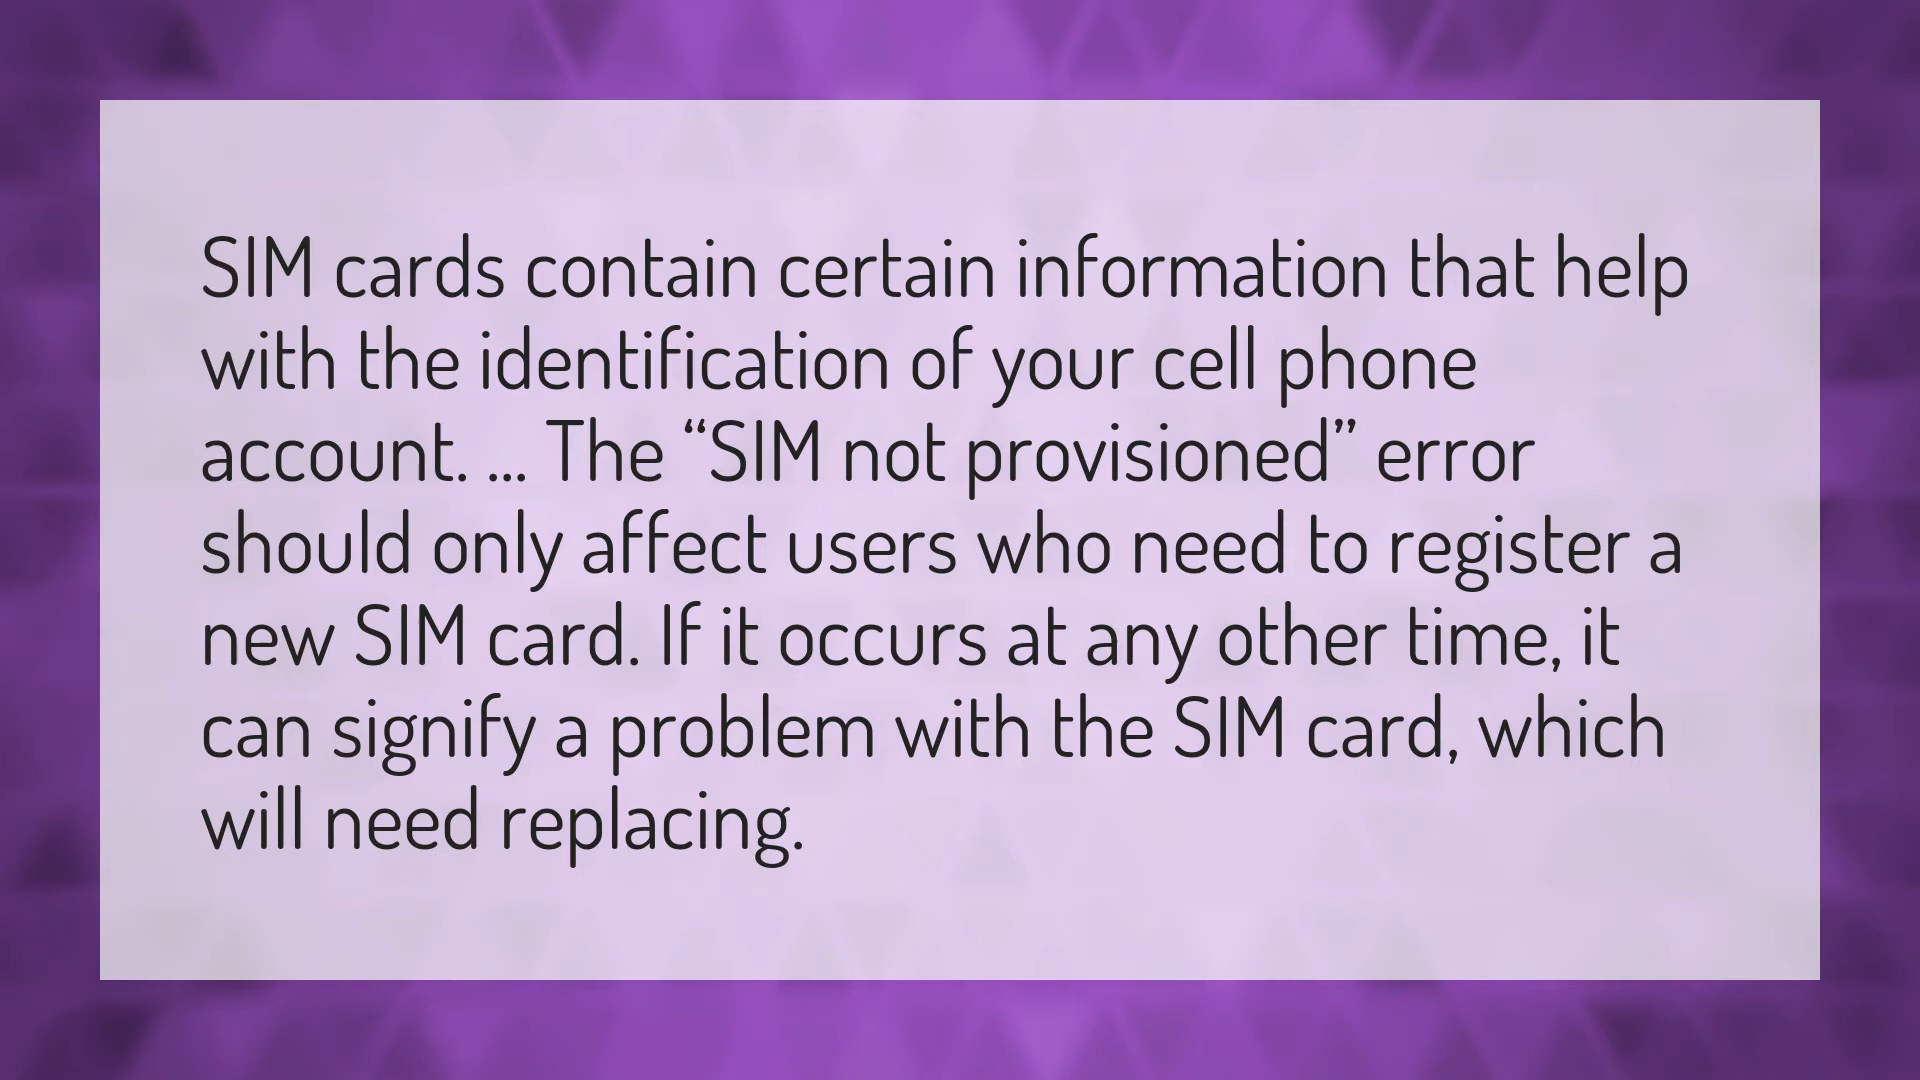 SIM cards contain certain information that help
with the identification of your cell phone
account. ... The “SIM not provisioned” error
should only affect users who need to register a
new SIM card. If it occurs at any other time, it
can signify a problem with the SIM card, which
will need replacing.